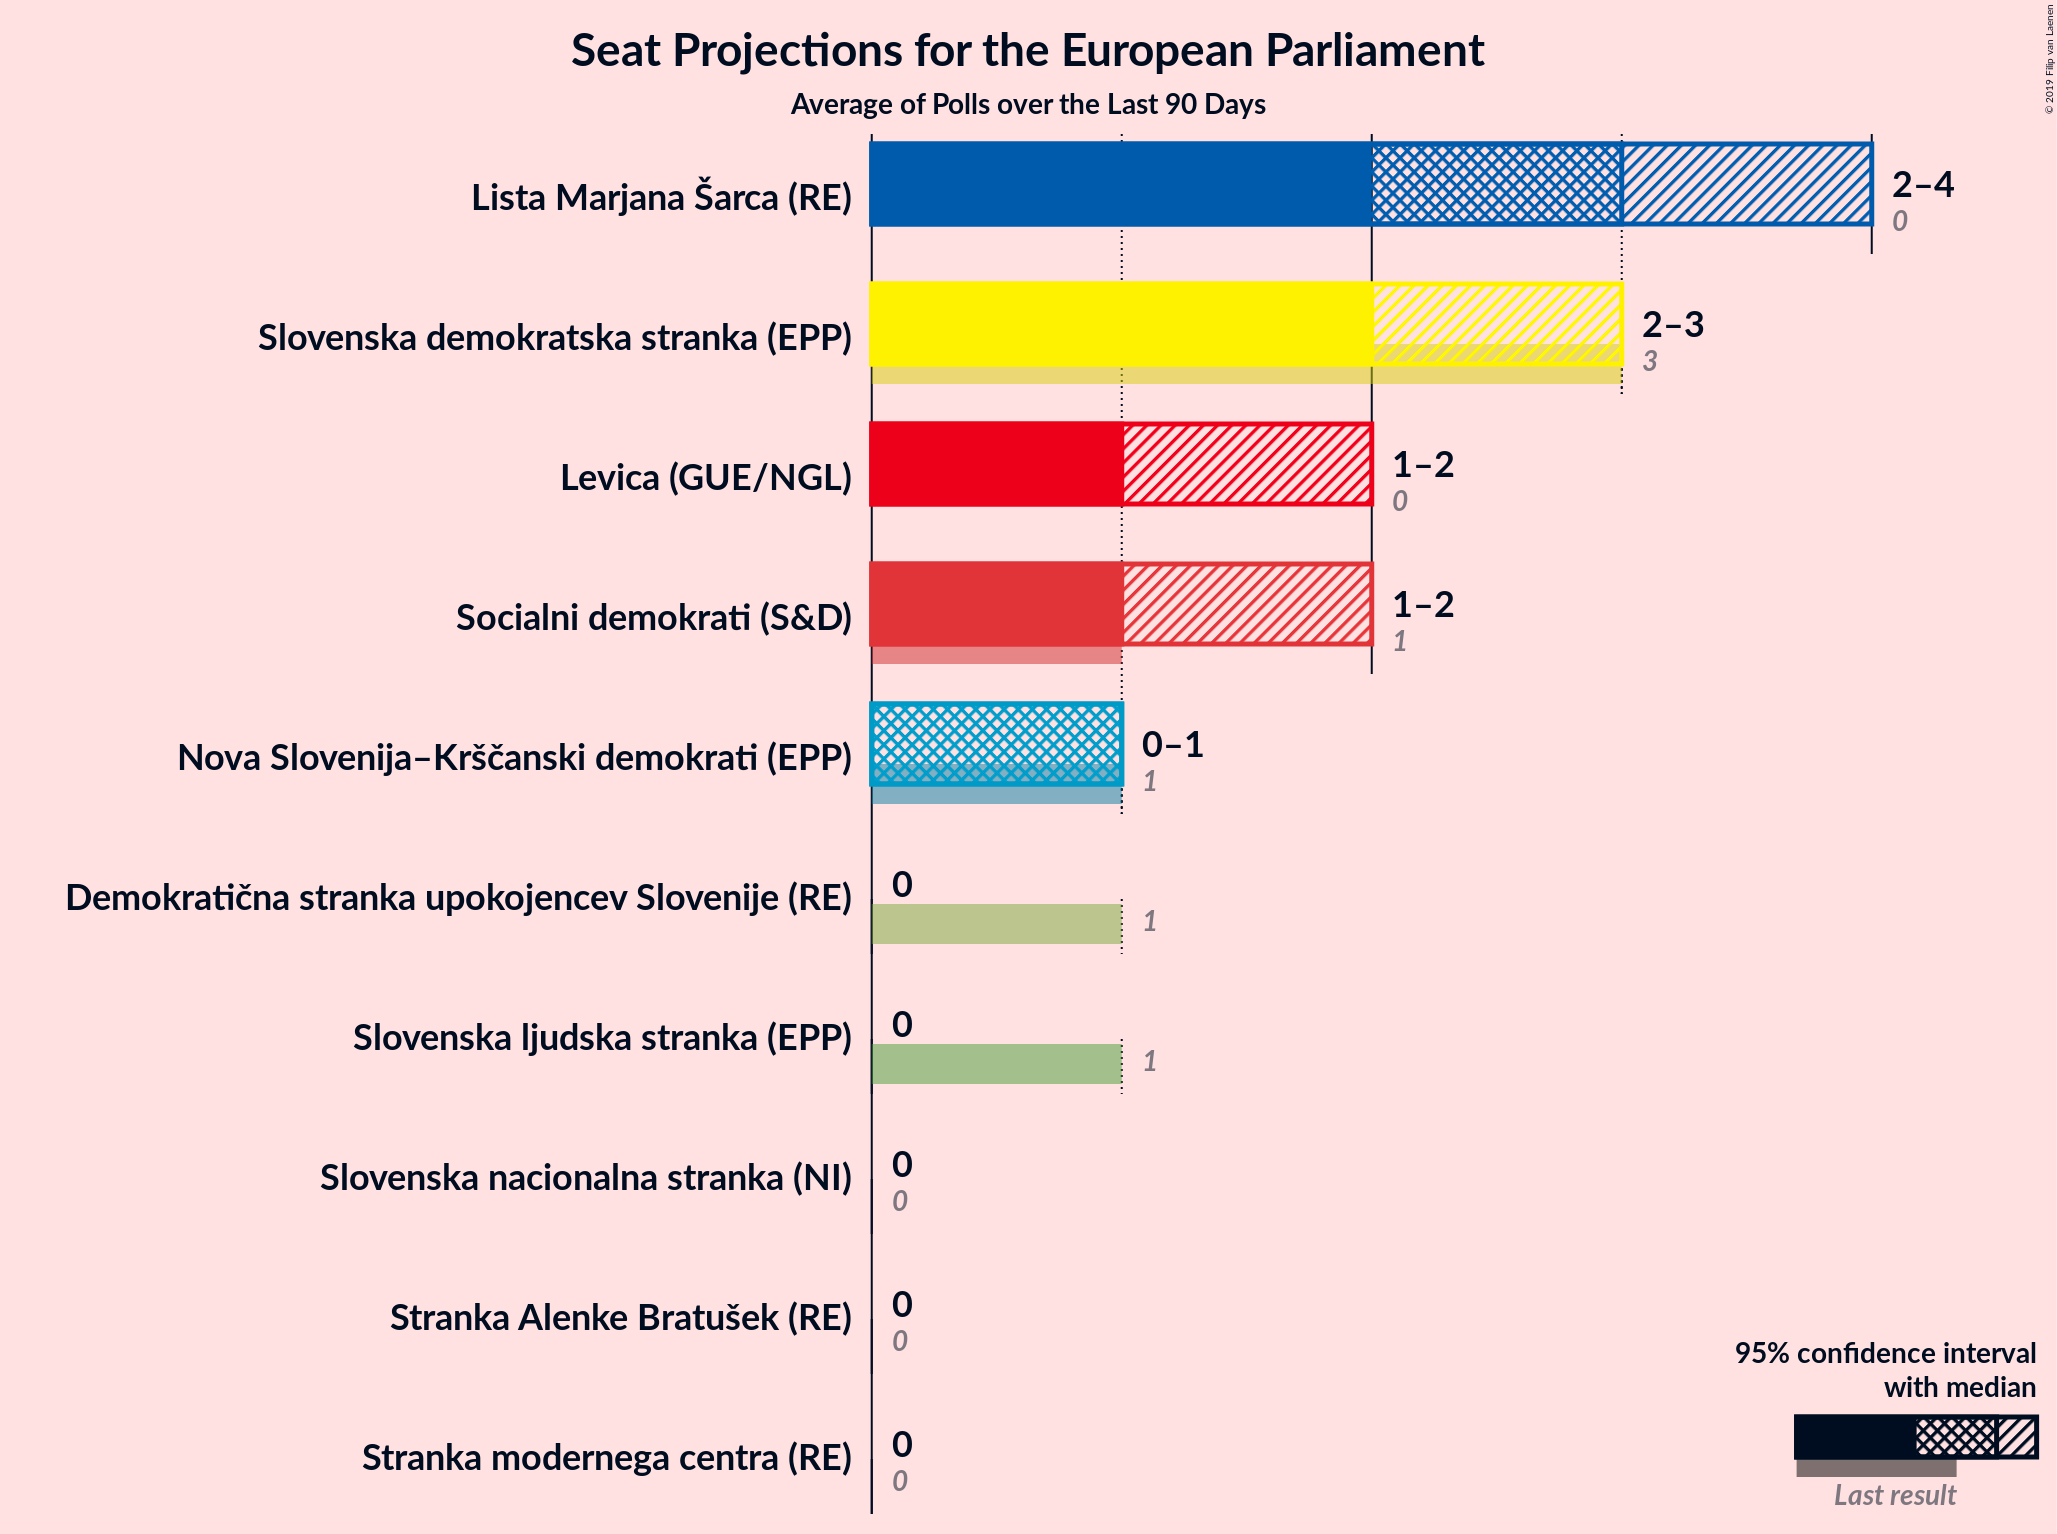 Seat Projections for the European Parliament
Average of Polls over the Last 90 Days
© 2019 Filip van Laenen
Lista Marjana Šarca (RE)
2–4
0
Slovenska demokratska stranka (EPP)
2–3
3
Levica (GUE/NGL)
1–2
0
Socialni demokrati (S&D)
1–2
1
Nova Slovenija–Krščanski demokrati (EPP)
0–1
1
Demokratična stranka upokojencev Slovenije (RE)
0
1
Slovenska ljudska stranka (EPP)
0
1
Slovenska nacionalna stranka (NI)
0
0
Stranka Alenke Bratušek (RE)
0
0
Stranka modernega centra (RE)
0
0
95% confidence interval
with median
Last result